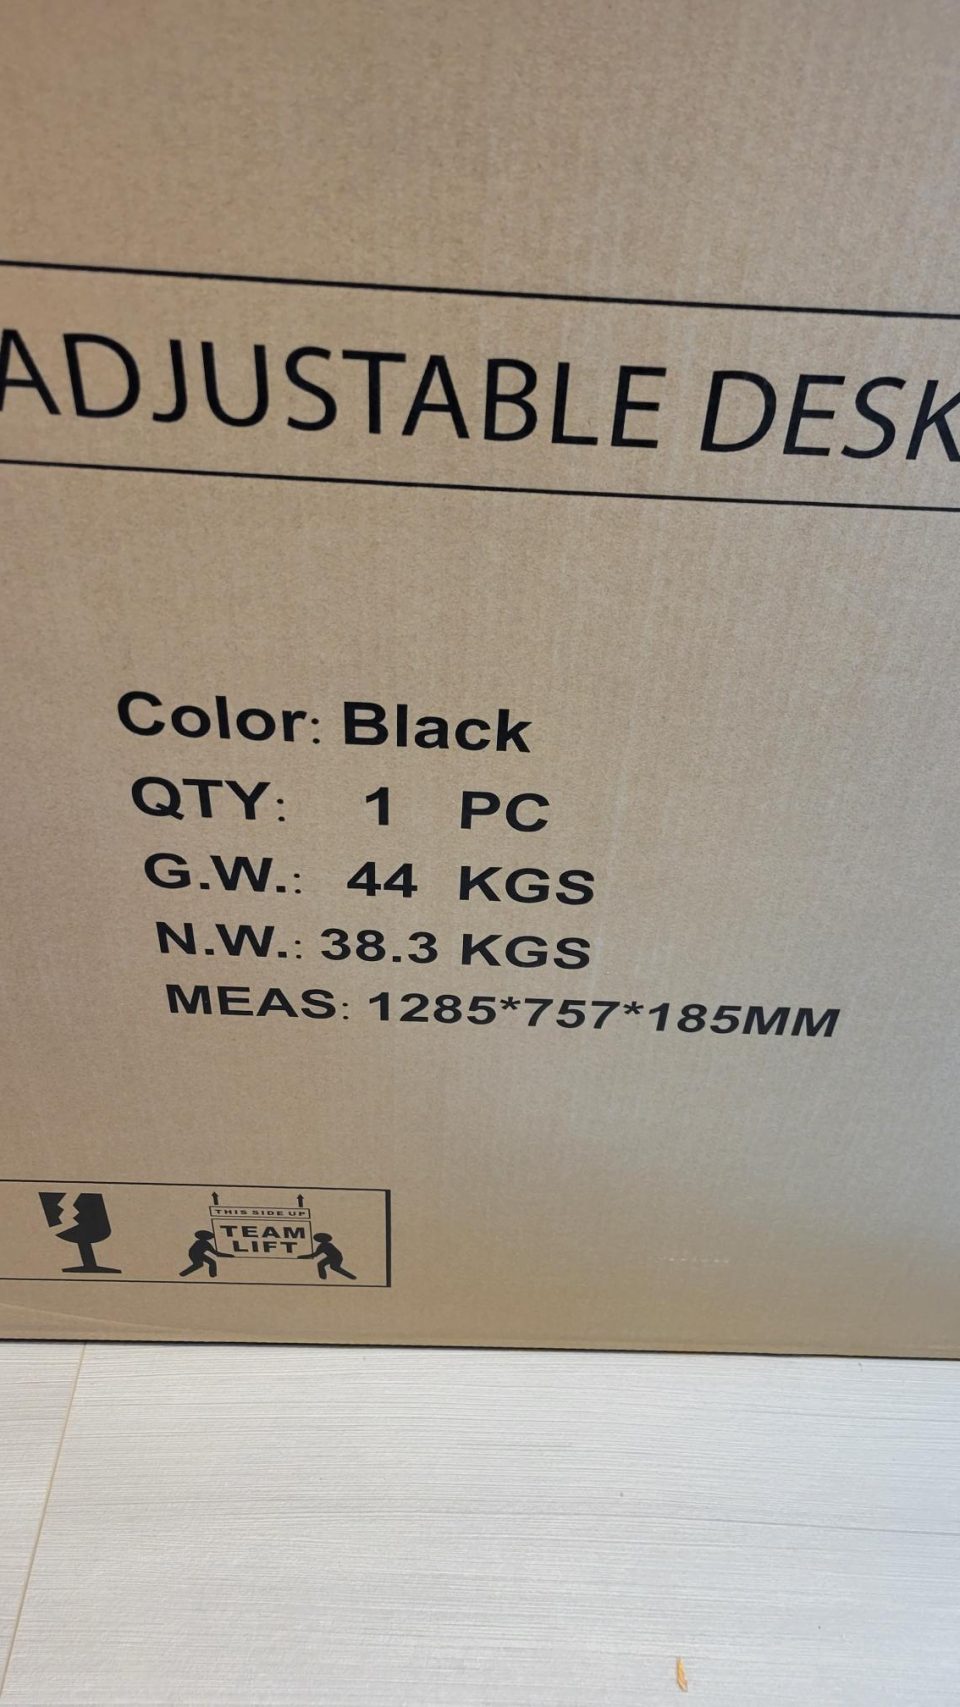 ADJUSTABLE DESK
Color: Black
QTY: 1 PC
G.W.: 44 KGS
N.W.: 38.3 KGS
MEAS: 1285*757*185MM
THIS SIDE UP
TEAM
LIFT